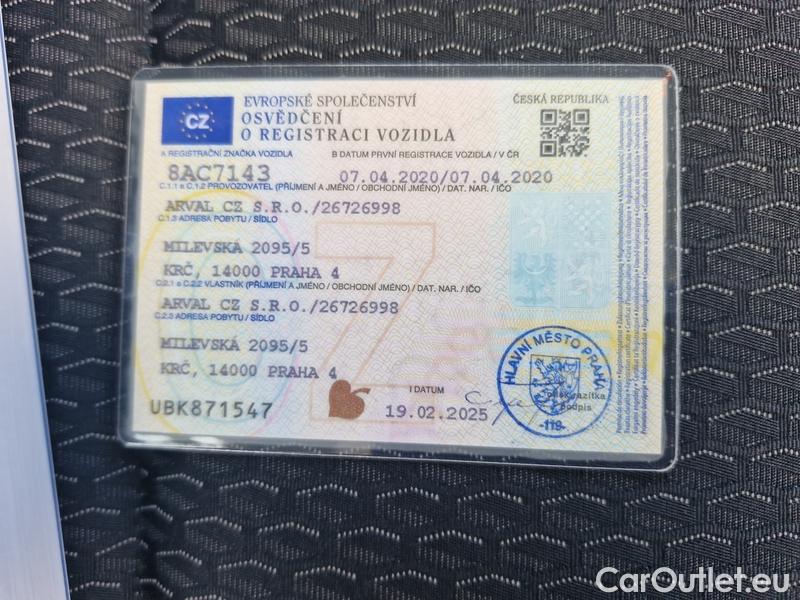 CZ
EVROPSKÉ SPOLEČENSTVÍ
ČESKÁ REPUBLIKA
OSVĚDČENÍ
O REGISTRACI VOZIDLA
A REGISTRAČNÍ ZNAČKA VOZIDLA
B DATUM PRVNÍ REGISTRACE VOZIDLA / V ČR
8AC7143
07.04.2020/07.04.2020
C.1.1 a C.1.2 PROVOZOVATEL (PŘÍJMENÍ A JMÉNO / OBCHODNÍ JMÉNO) / DAT. NAR. / IČO
ARVAL CZ S.R.O./26726998
C.1.3 ADRESA POBYTU / SÍDLO
MILEVSKÁ 2095/5
KRČ, 14000 PRAHA 4
C.2.1 a C.2.2 VLASTNÍK (PŘÍJMENÍ A JMÉNO / OBCHODNÍ JMÉNO) / DAT. NAR. / IČO
ARVAL CZ S.R.O./26726998
C.2.3 ADRESA POBYTU / SÍDLO
MILEVSKÁ 2095/5
KRČ, 14000 PRAHA 4
I DATUM
19.02.2025
UBK871547
HLAVNÍ MĚSTO PRAHA
-119-
podpis
CarOutlet.eu